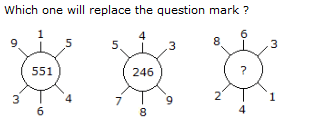 Which one will replace the question mark ?
1 4 6
9 5 5 3 8 3
551 246 ?
3 4 7 9 2 1
6 8 4